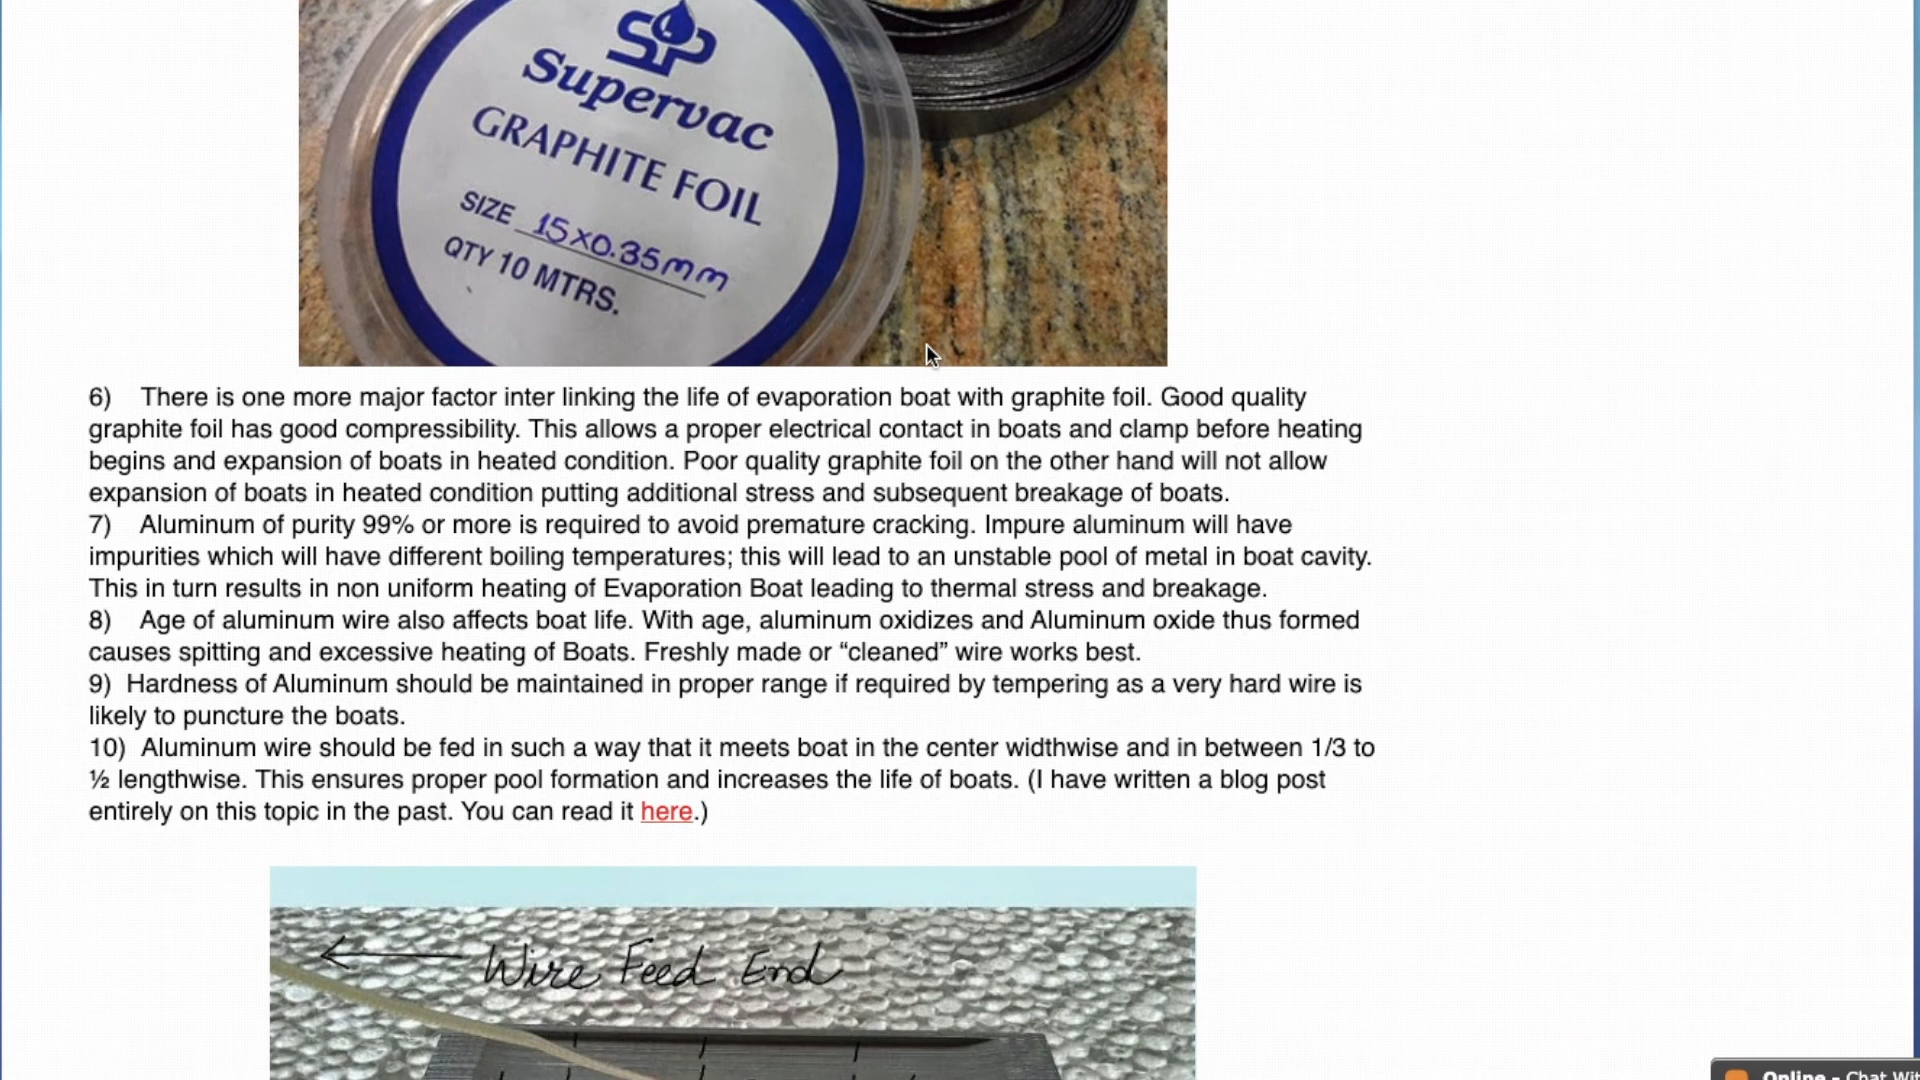 SP
Supervac
GRAPHITE FOIL
SIZE 15x0.35mm
QTY 10 MTRS.
6) There is one more major factor inter linking the life of evaporation boat with graphite foil. Good quality
graphite foil has good compressibility. This allows a proper electrical contact in boats and clamp before heating
begins and expansion of boats in heated condition. Poor quality graphite foil on the other hand will not allow
expansion of boats in heated condition putting additional stress and subsequent breakage of boats.
7) Aluminum of purity 99% or more is required to avoid premature cracking. Impure aluminum will have
impurities which will have different boiling temperatures; this will lead to an unstable pool of metal in boat cavity.
This in turn results in non uniform heating of Evaporation Boat leading to thermal stress and breakage.
8) Age of aluminum wire also affects boat life. With age, aluminum oxidizes and Aluminum oxide thus formed
causes spitting and excessive heating of Boats. Freshly made or “cleaned” wire works best.
9) Hardness of Aluminum should be maintained in proper range if required by tempering as a very hard wire is
likely to puncture the boats.
10) Aluminum wire should be fed in such a way that it meets boat in the center widthwise and in between 1/3 to
½ lengthwise. This ensures proper pool formation and increases the life of boats. (I have written a blog post
entirely on this topic in the past. You can read it here.)
Wire Feed End
Online - Chat Wit